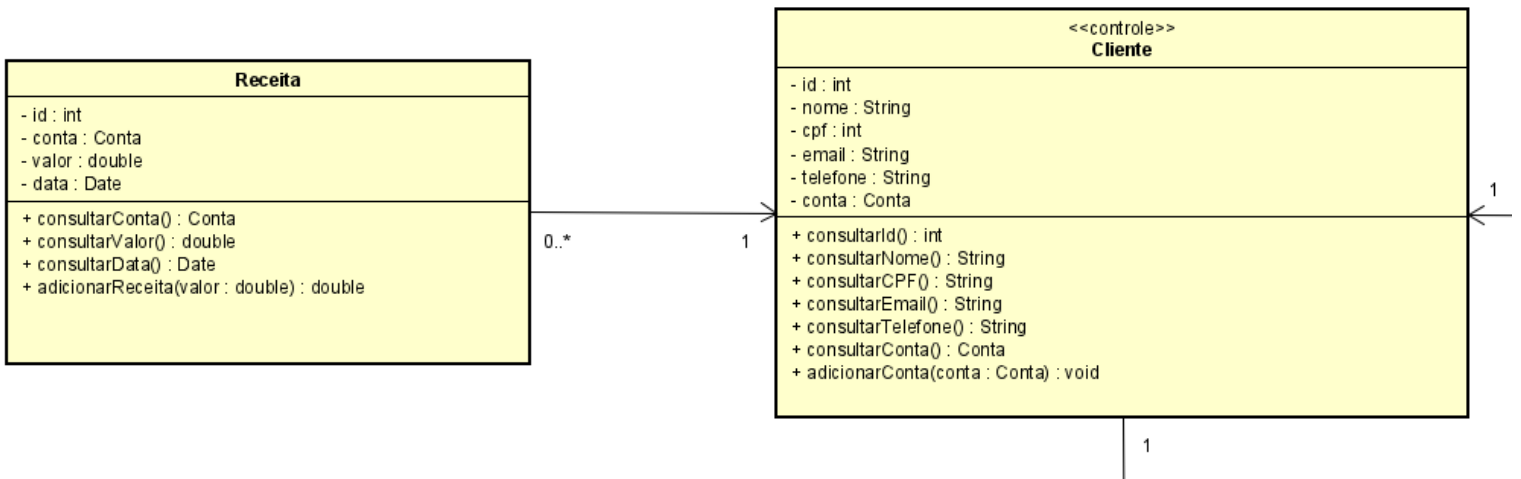 Receita
- id : int
- conta : Conta
- valor : double
- data : Date
+ consultarConta() : Conta
+ consultarValor() : double
+ consultarData() : Date
+ adicionarReceita(valor : double) : double
0..*
1
<<controle>>
Cliente
- id : int
- nome : String
- cpf : int
- email : String
- telefone : String
- conta : Conta
+ consultarId() : int
+ consultarNome() : String
+ consultarCPF() : String
+ consultarEmail() : String
+ consultarTelefone() : String
+ consultarConta() : Conta
+ adicionarConta(conta : Conta) : void
1
1